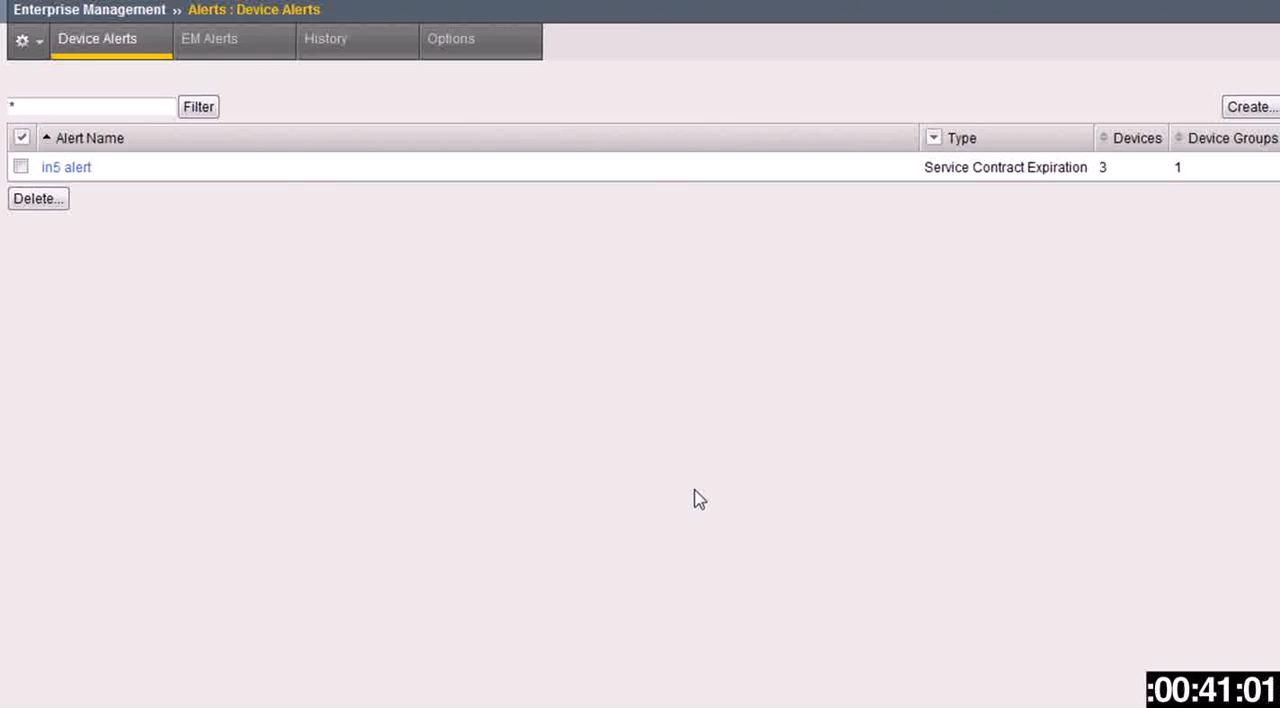 Enterprise Management ›› Alerts : Device Alerts
Device Alerts EM Alerts History Options
* Filter Create...
Alert Name Type Devices Device Groups
in5 alert Service Contract Expiration 3 1
Delete...
:00:41:01